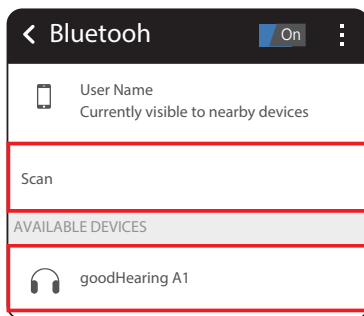 Bluetooh
On
User Name
Currently visible to nearby devices
Scan
AVAILABLE DEVICES
goodHearing A1